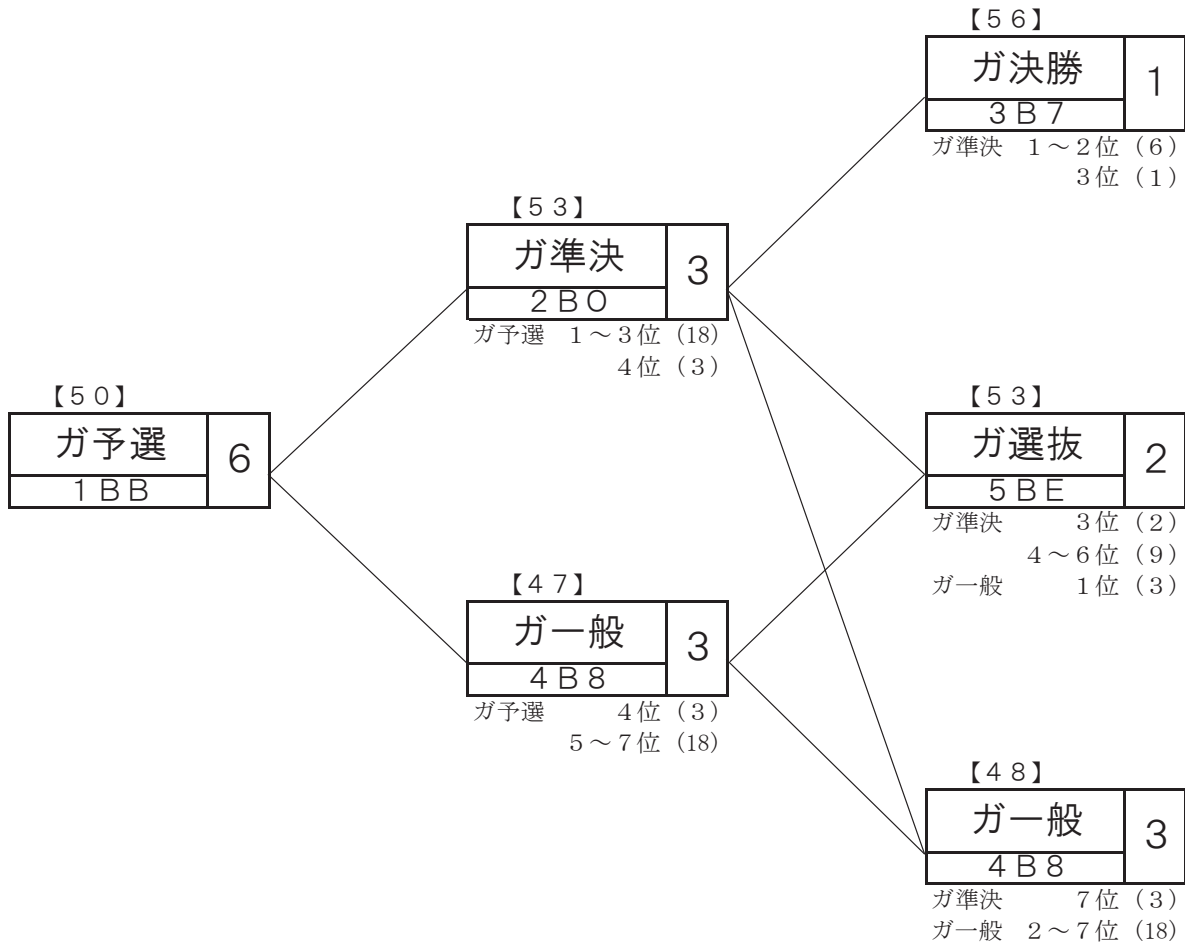 【５０】
ガ予選
６
１ＢＢ
【５３】
ガ準決
３
２ＢＯ
ガ予選　１～３位（18）
４位（３）
【４７】
ガ一般
３
４Ｂ８
ガ予選　４位（３）
５～７位（18）
【５６】
ガ決勝
１
３Ｂ７
ガ準決　１～２位（６）
３位（１）
【５３】
ガ選抜
２
５ＢＥ
ガ準決　３位（２）
４～６位（９）
ガ一般　１位（３）
【４８】
ガ一般
３
４Ｂ８
ガ準決　７位（３）
ガ一般　２～７位（18）